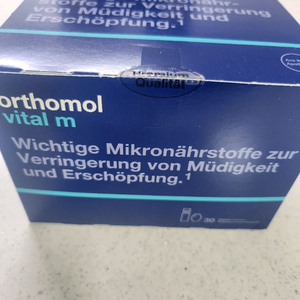 stoffe zur Verringerung
von Müdigkeit und
Erschöpfung.¹
Premium
Qualität
orthomol
vital m
Wichtige Mikronährstoffe zur
Verringerung von Müdigkeit
und Erschöpfung.¹
30